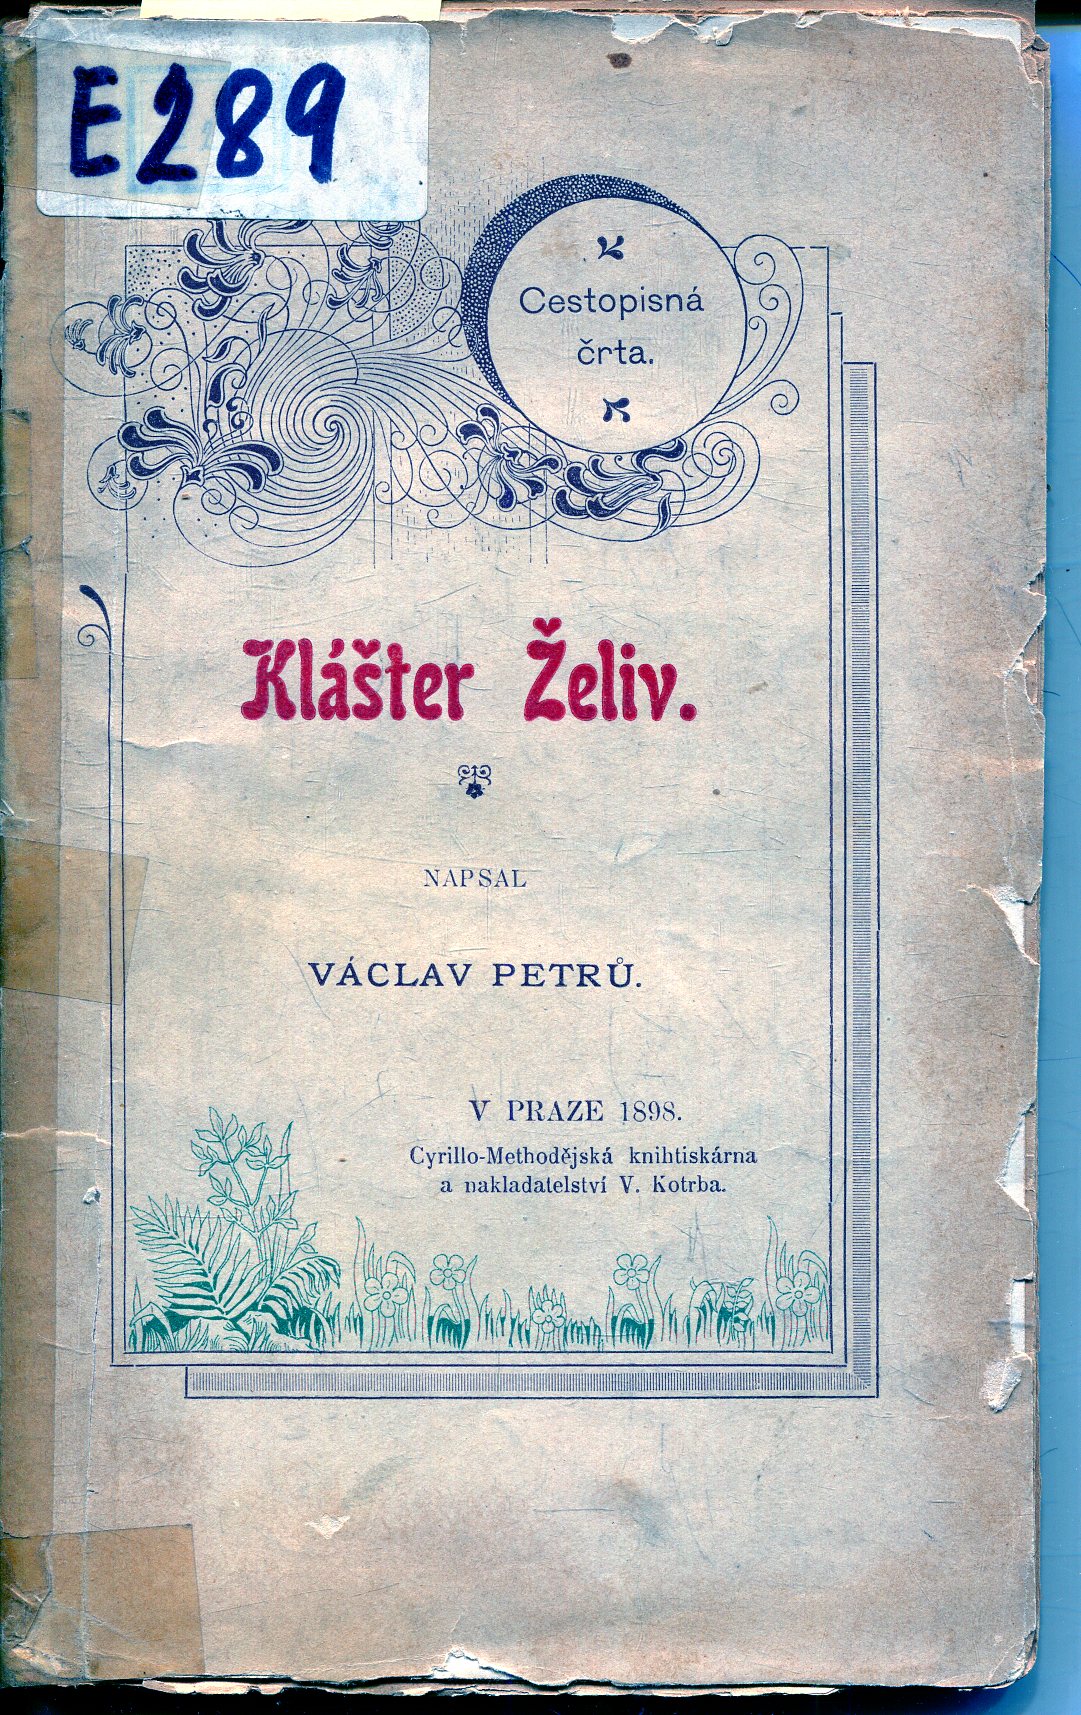 E289
Cestopisná
črta.
Klášter Želiv.
NAPSAL
VÁCLAV PETRŮ.
V PRAZE 1898.
Cyrillo-Methodějská knihtiskárna
a nakladatelství V. Kotrba.